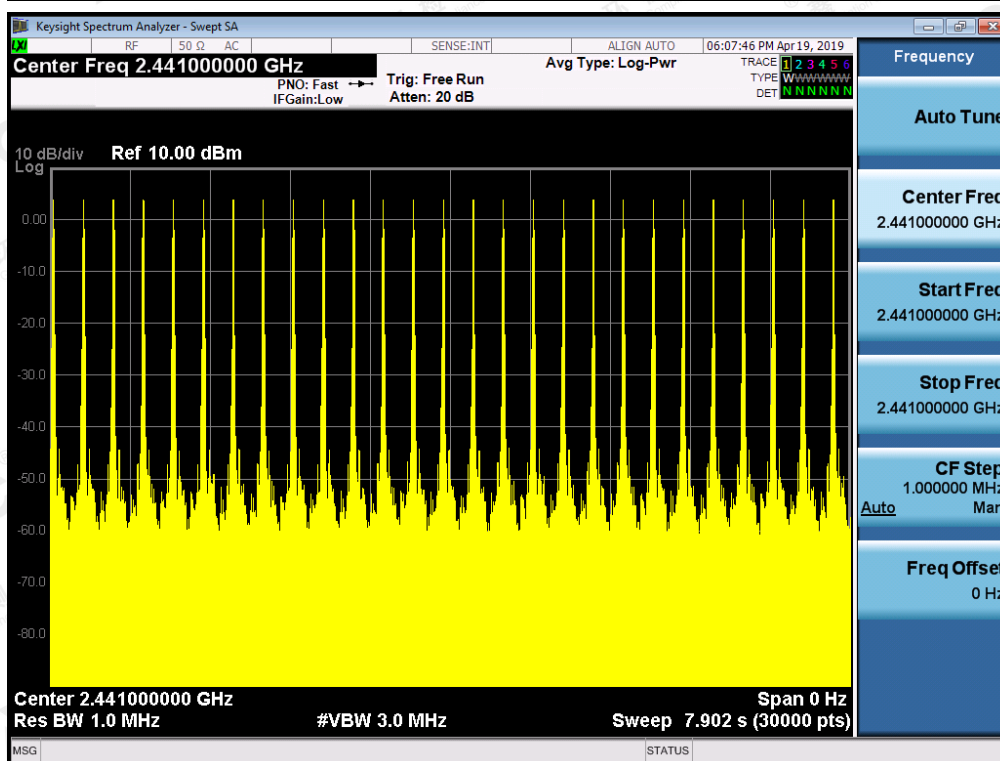 Keysight Spectrum Analyzer - Swept SA
LXI RF 50 Ω AC SENSE:INT ALIGN AUTO 06:07:46 PM Apr 19, 2019
Center Freq 2.441000000 GHz
PNO: Fast
IFGain:Low
Trig: Free Run
Atten: 20 dB
Avg Type: Log-Pwr
TRACE 1 2 3 4 5 6
TYPE WWWWWW
DET N N N N N N
10 dB/div
Log
Ref 10.00 dBm
0.00
-10.0
-20.0
-30.0
-40.0
-50.0
-60.0
-70.0
-80.0
Center 2.441000000 GHz
Span 0 Hz
Res BW 1.0 MHz
#VBW 3.0 MHz
Sweep 7.902 s (30000 pts)
MSG
STATUS
Frequency
Auto Tune
Center Freq
2.441000000 GHz
Start Freq
2.441000000 GHz
Stop Freq
2.441000000 GHz
CF Step
1.000000 MHz
Auto Man
Freq Offset
0 Hz